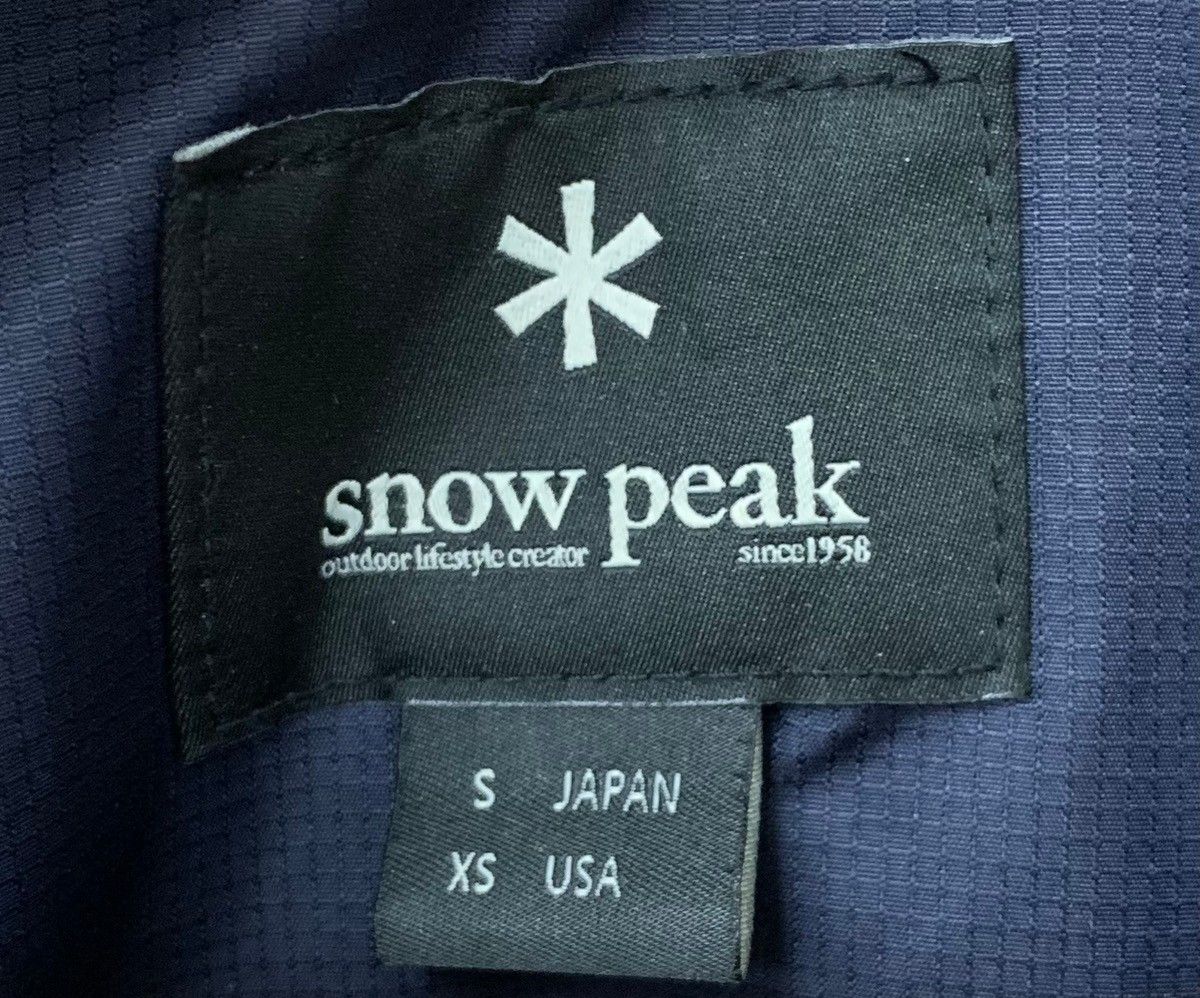 snow peak
outdoor lifestyle creator since1958
S JAPAN
XS USA